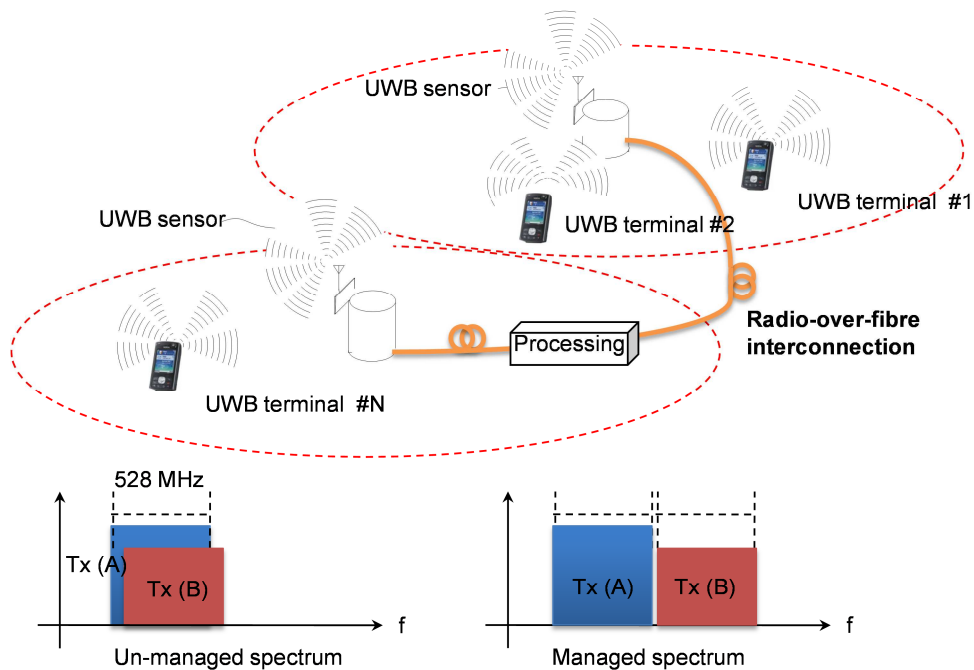 UWB sensor
UWB terminal #1
UWB terminal #2
UWB sensor
Radio-over-fibre
interconnection
Processing
UWB terminal #N
528 MHz
Tx (A)
Tx (B)
f
Un-managed spectrum
Tx (A)
Tx (B)
f
Managed spectrum